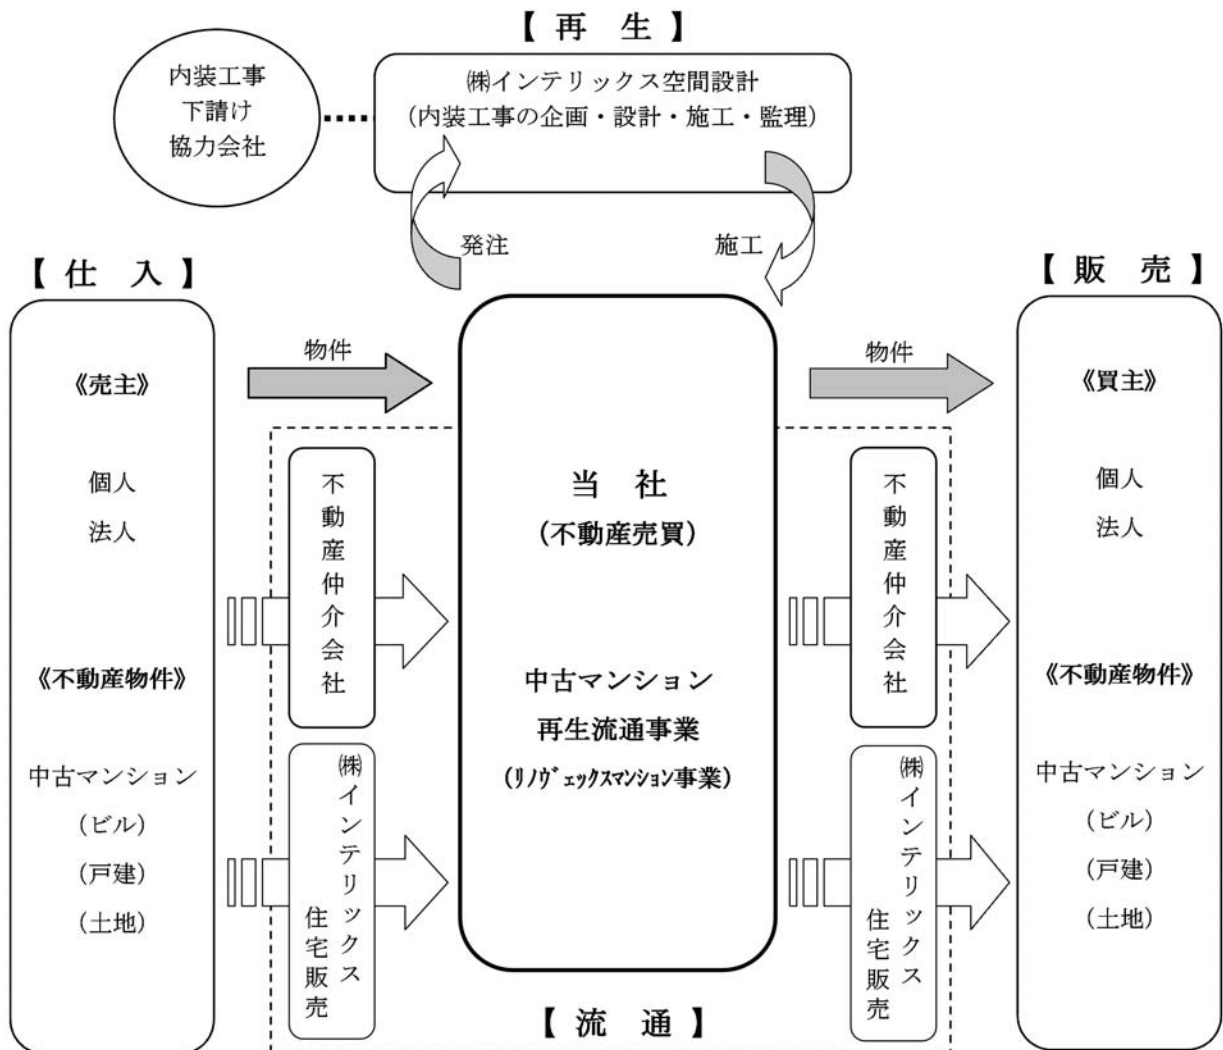 【 再　生 】
内装工事
下請け
協力会社
㈱インテリックス空間設計
（内装工事の企画・設計・施工・監理）
発注
施工
【 仕　入 】
《売主》
個人
法人
《不動産物件》
中古マンション
（ビル）
（戸建）
（土地）
物件
不動産仲介会社
㈱インテリックス
住宅販売
当　社
（不動産売買）
中古マンション
再生流通事業
（ﾘﾉｳﾞｪｯｸｽﾏﾝｼｮﾝ事業）
物件
不動産仲介会社
㈱インテリックス
住宅販売
【 流　通 】
【 販　売 】
《買主》
個人
法人
《不動産物件》
中古マンション
（ビル）
（戸建）
（土地）